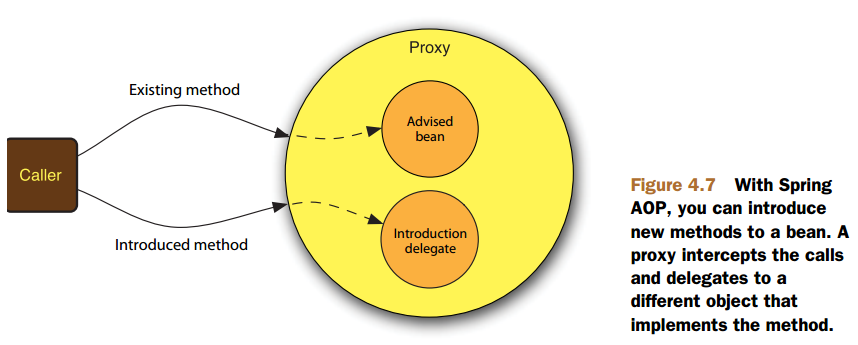 Proxy
Existing method
Advised
bean
Caller
Introduction
delegate
Introduced method
Figure 4.7 With Spring
AOP, you can introduce
new methods to a bean. A
proxy intercepts the calls
and delegates to a
different object that
implements the method.